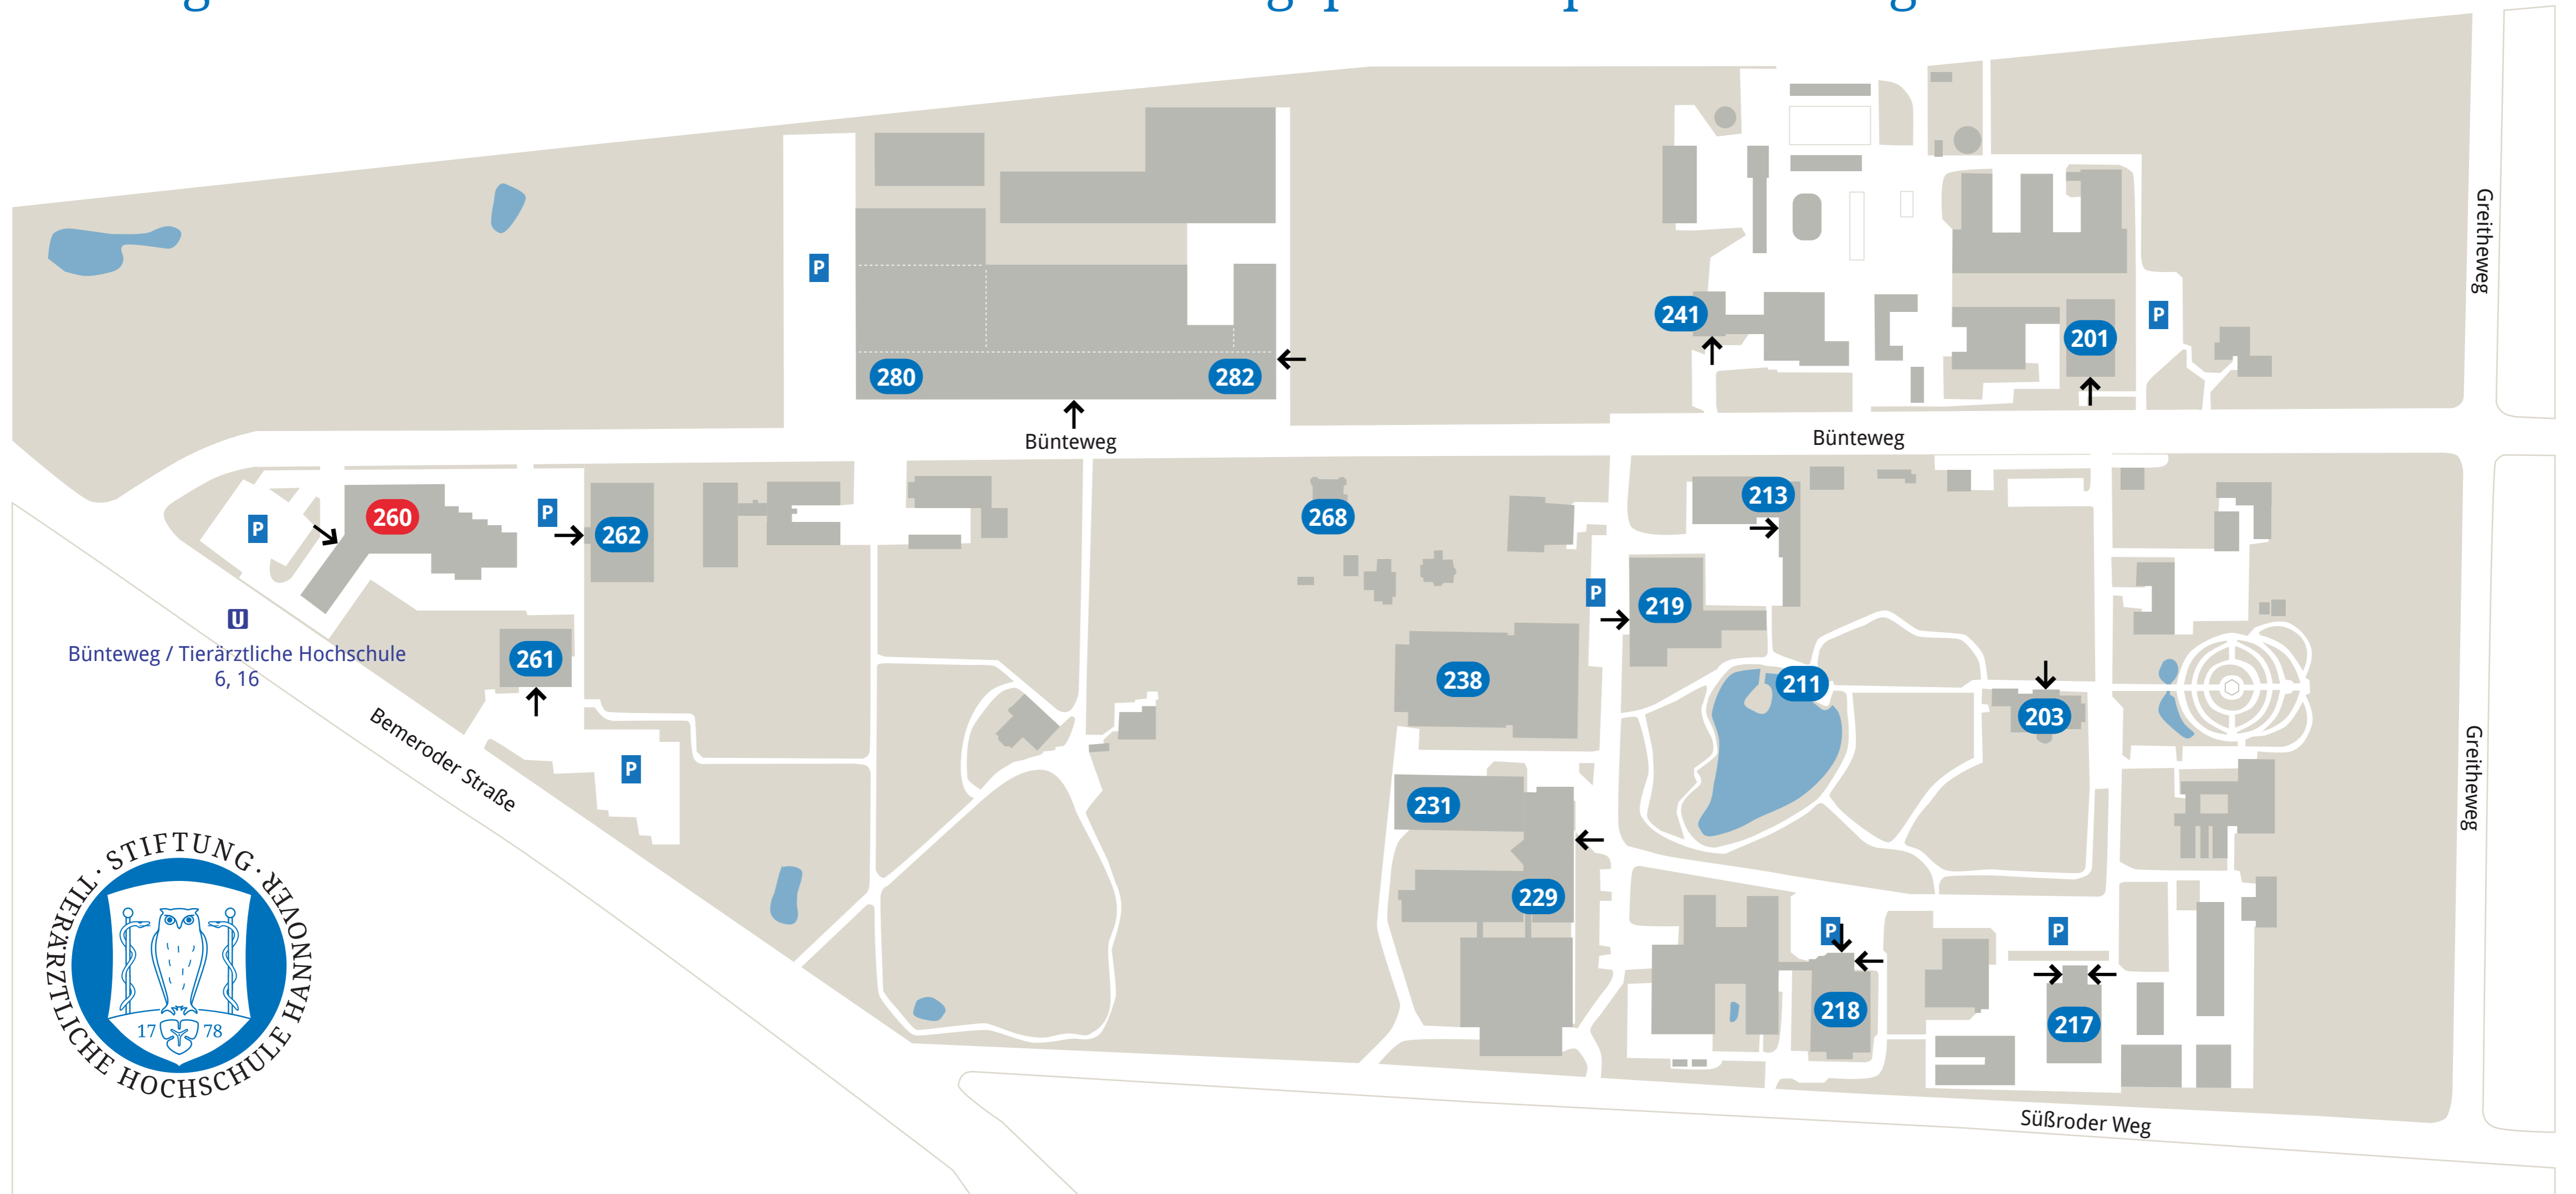 P
241
P
201
280
282
Bünteweg
Bünteweg
Greitheweg
P
260
P
262
268
213
P
219
U
Bünteweg / Tierärztliche Hochschule
6, 16
261
238
211
203
Bemeroder Straße
P
231
229
Greitheweg
P
P
218
217
Süßroder Weg
STIFTUNG · TIERÄRZTLICHE HOCHSCHULE HANNOVER ·
17 78